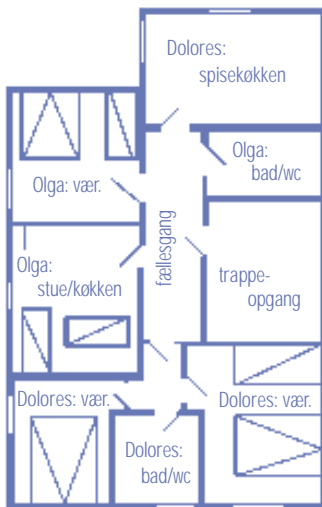 Dolores:
spisekøkken
Olga:
bad/wc
Olga: vær.
fællesgang
Olga:
stue/køkken
trappe-
opgang
Dolores: vær.
Dolores: vær.
Dolores:
bad/wc